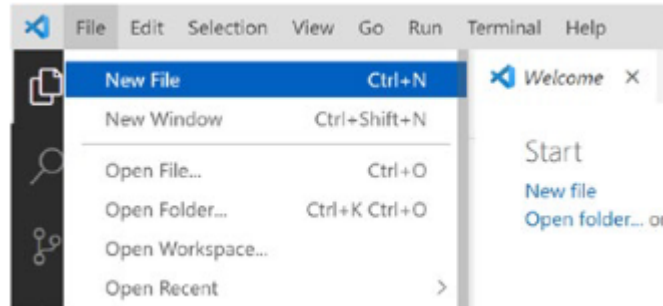 File Edit Selection View Go Run Terminal Help
New File Ctrl+N
New Window Ctrl+Shift+N
Open File... Ctrl+O
Open Folder... Ctrl+K Ctrl+O
Open Workspace...
Open Recent >
Welcome ×
Start
New file
Open folder... or